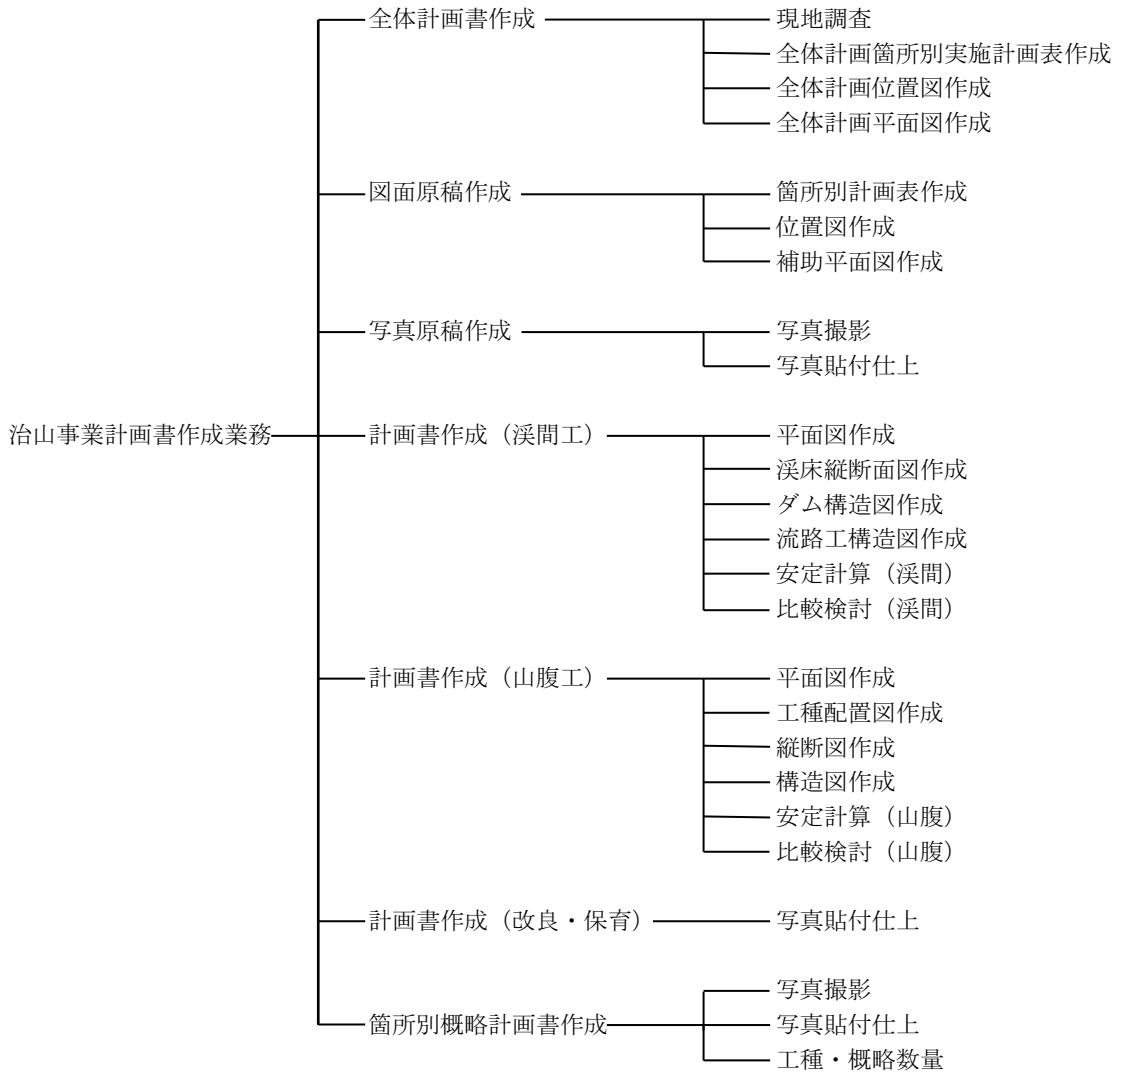 全体計画書作成
現地調査
全体計画箇所別実施計画表作成
全体計画位置図作成
全体計画平面図作成
図面原稿作成
箇所別計画表作成
位置図作成
補助平面図作成
写真原稿作成
写真撮影
写真貼付仕上
治山事業計画書作成業務
計画書作成（渓間工）
平面図作成
渓床縦断面図作成
ダム構造図作成
流路工構造図作成
安定計算（渓間）
比較検討（渓間）
計画書作成（山腹工）
平面図作成
工種配置図作成
縦断図作成
構造図作成
安定計算（山腹）
比較検討（山腹）
計画書作成（改良・保育）
写真貼付仕上
箇所別概略計画書作成
写真撮影
写真貼付仕上
工種・概略数量